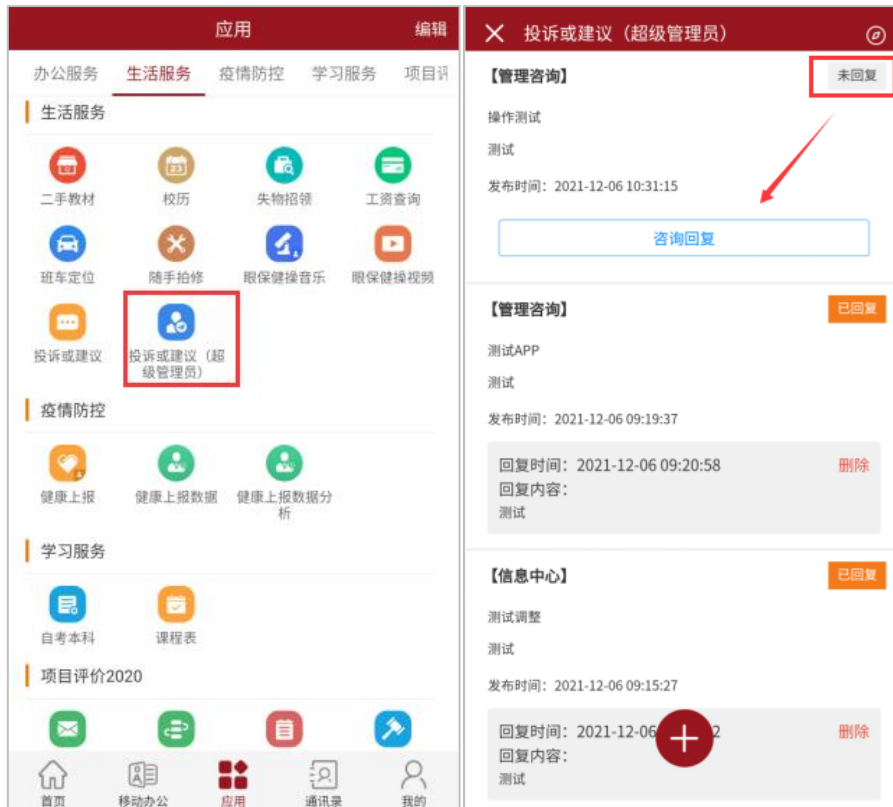 应用
编辑
办公服务
生活服务
疫情防控
学习服务
项目评
生活服务
二手教材
校历
失物招领
工资查询
班车定位
随手拍修
眼保健操音乐
眼保健操视频
投诉或建议
投诉或建议（超
级管理员）
疫情防控
健康上报
健康上报数据
健康上报数据分
析
学习服务
自考本科
课程表
项目评价2020
首页
移动办公
应用
通讯录
我的
投诉或建议（超级管理员）
【管理咨询】
未回复
操作测试
测试
发布时间：2021-12-06 10:31:15
咨询回复
【管理咨询】
已回复
测试APP
测试
发布时间：2021-12-06 09:19:37
回复时间：2021-12-06 09:20:58
删除
回复内容：
测试
【信息中心】
已回复
测试调整
测试
发布时间：2021-12-06 09:15:27
回复时间：2021-12-06
2
删除
回复内容：
测试